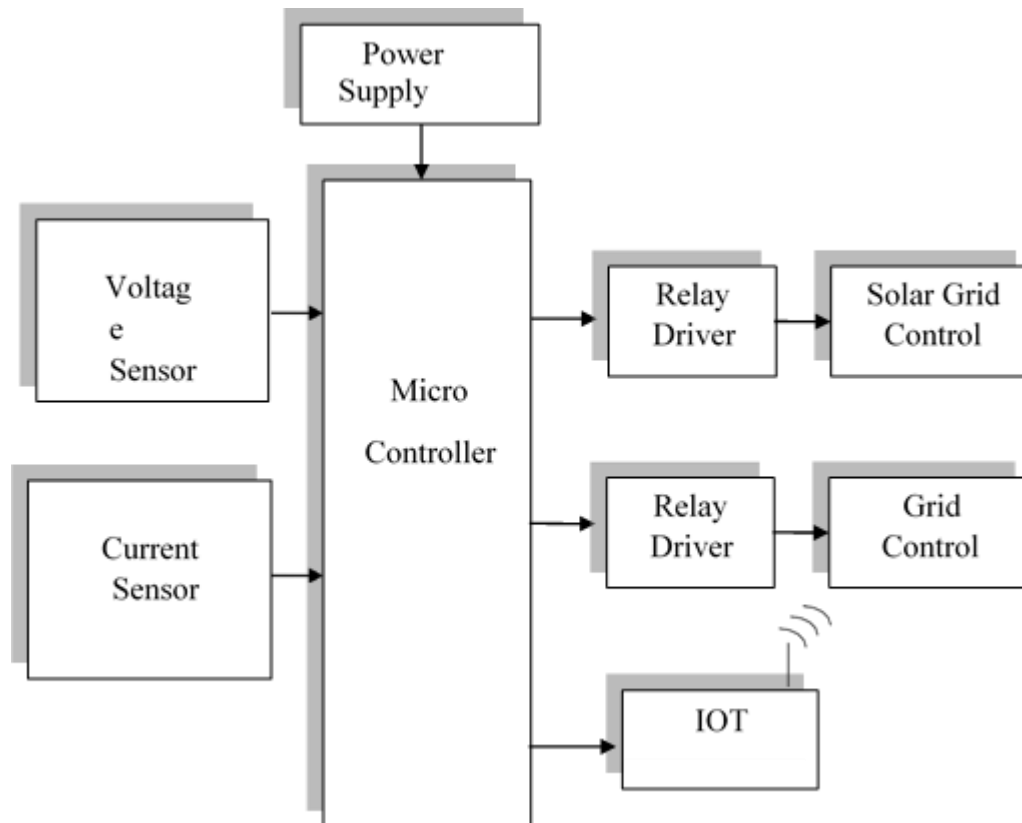 Power
Supply
Voltag
e
Sensor
Current
Sensor
Micro
Controller
Relay
Driver
Solar Grid
Control
Relay
Driver
Grid
Control
IOT